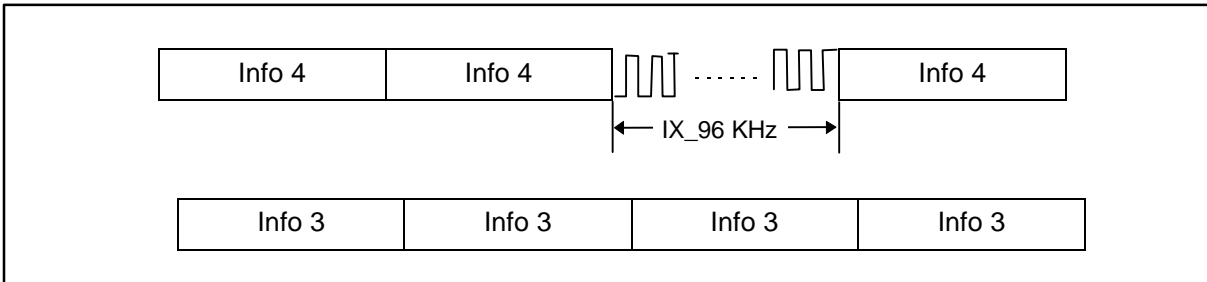 Info 4 Info 4 ...... Info 4
IX_96 KHz
Info 3 Info 3 Info 3 Info 3